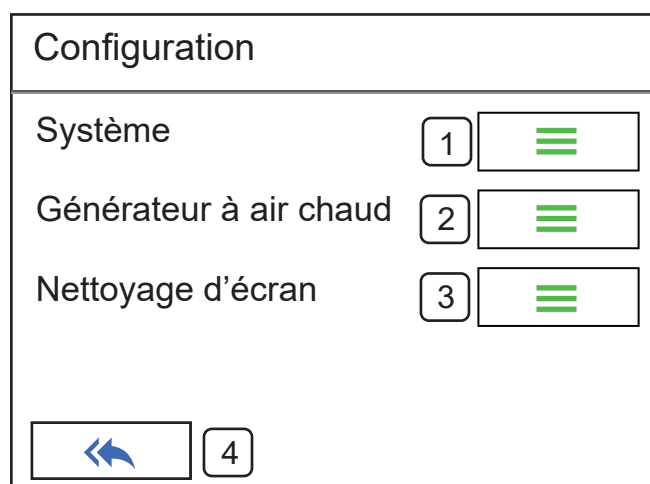 Configuration
Système 1
Générateur à air chaud 2
Nettoyage d’écran 3
4